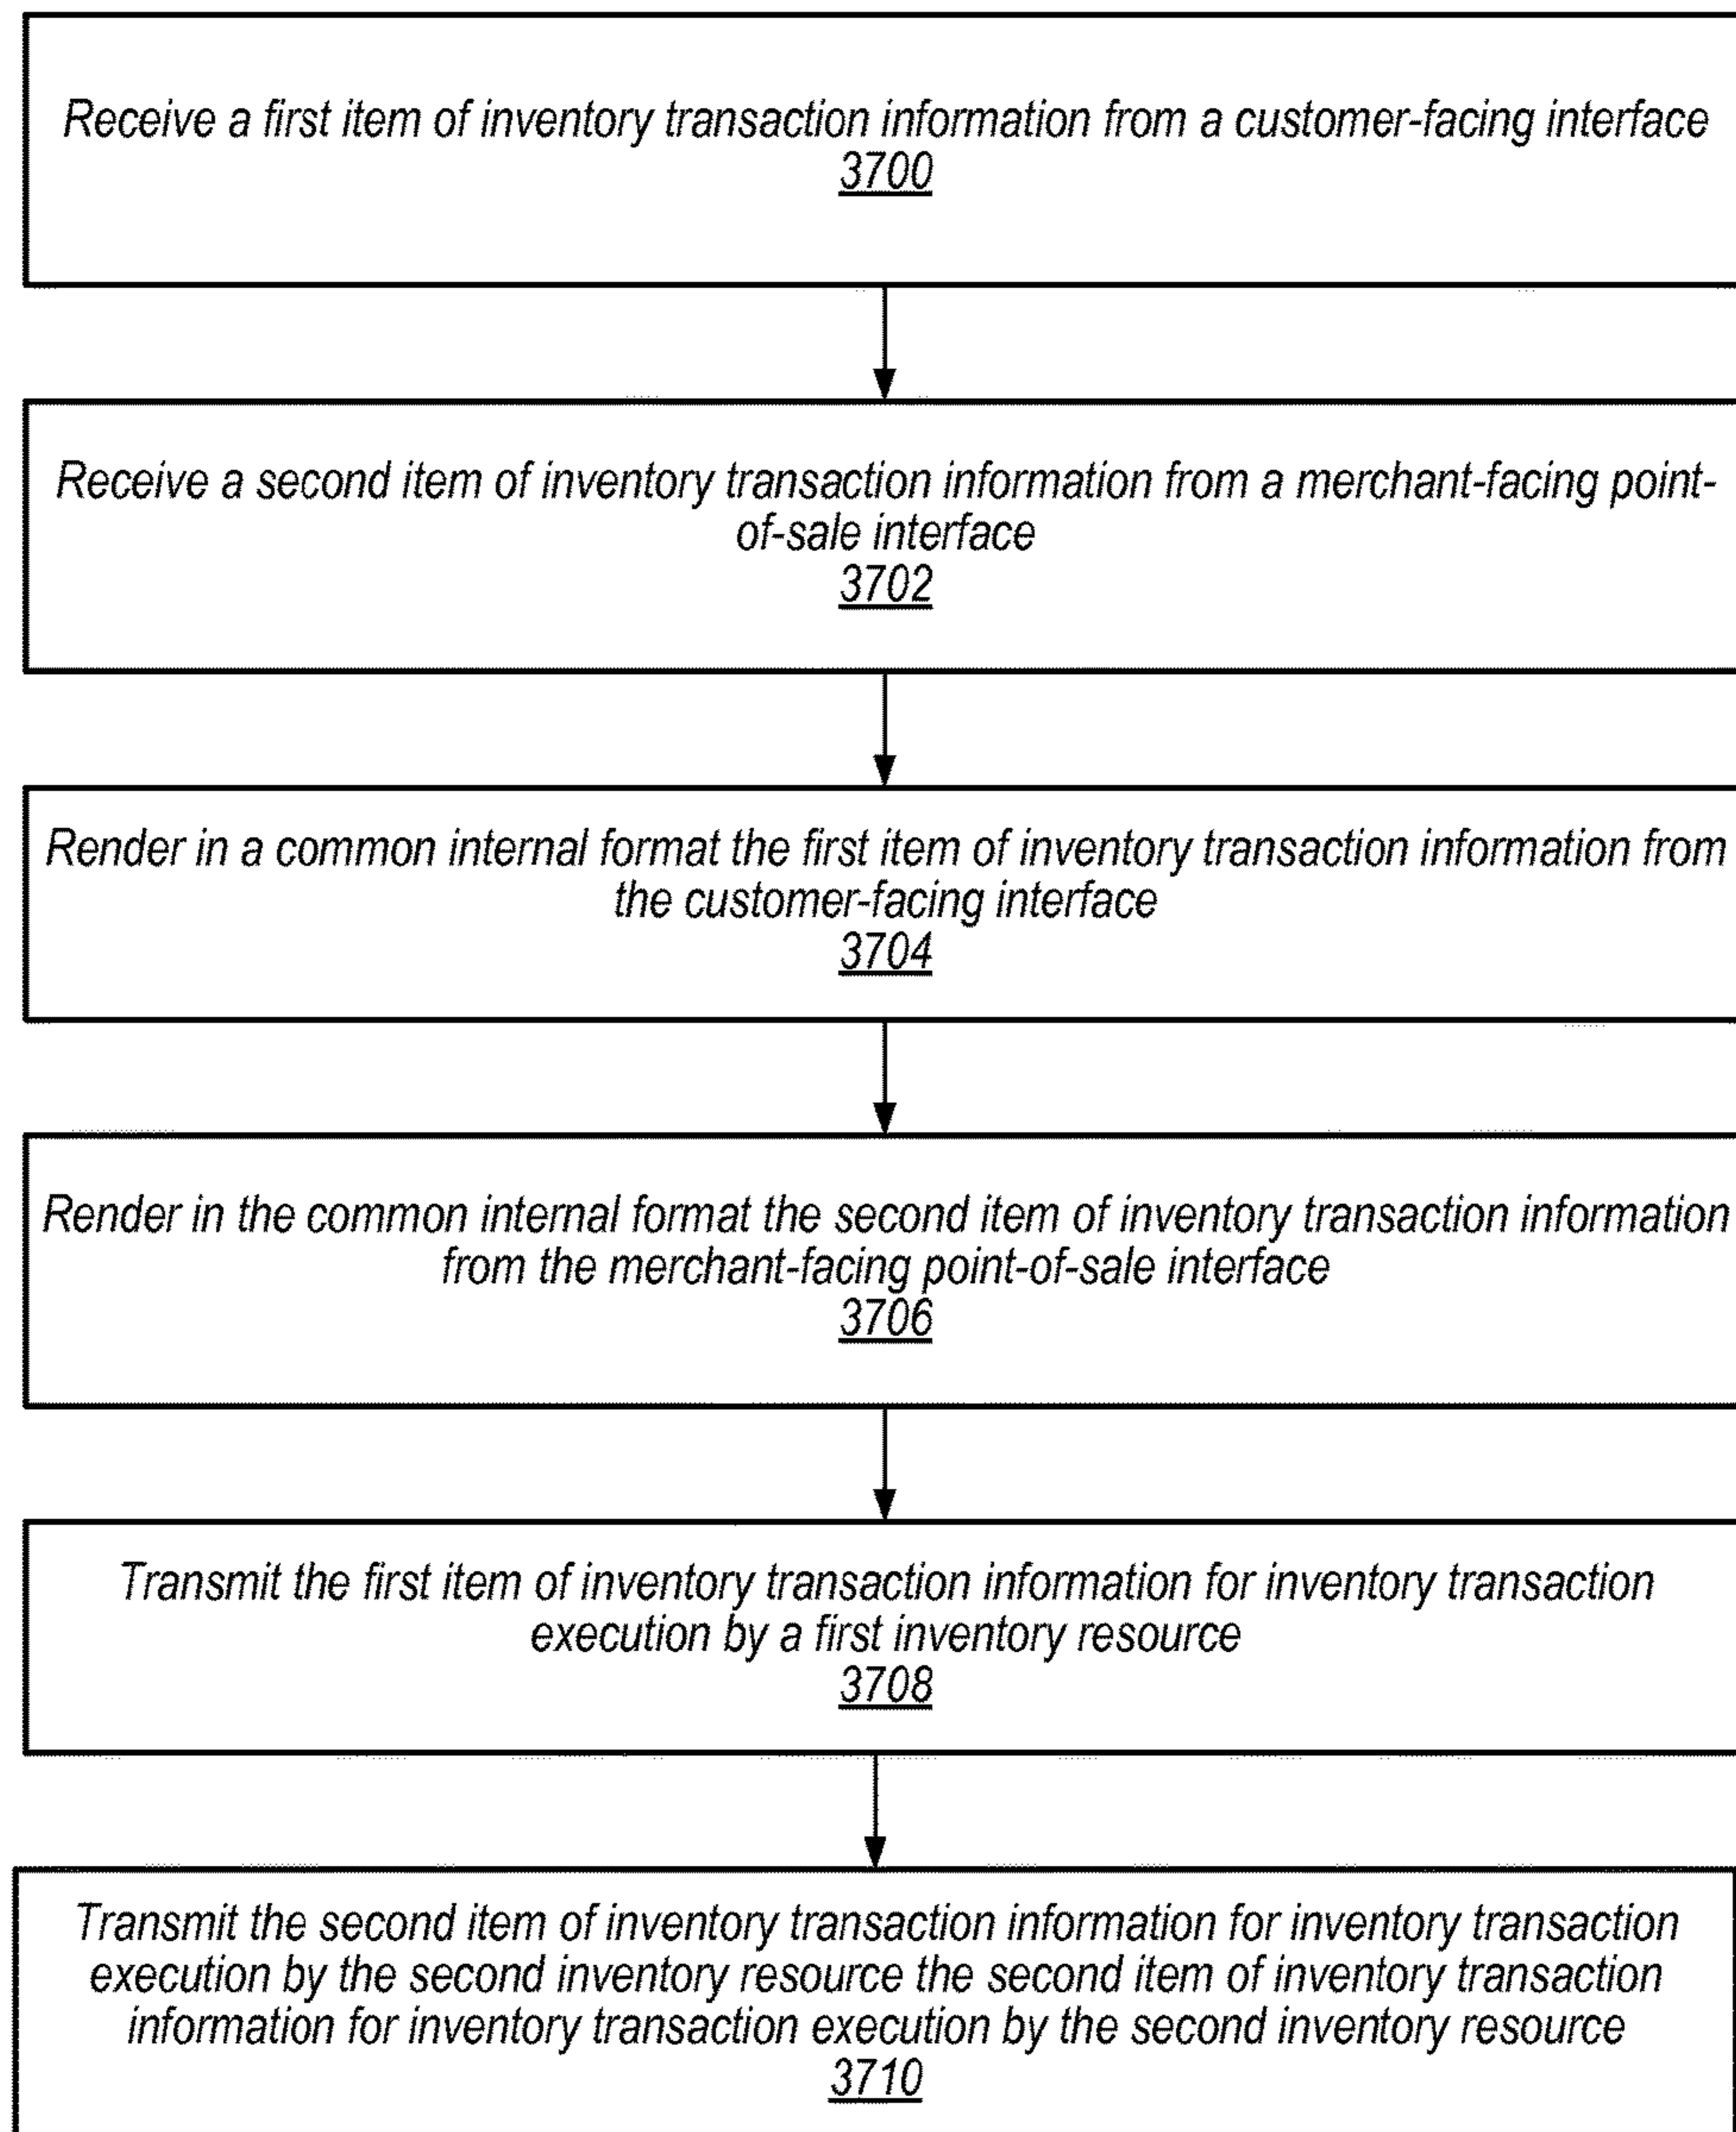 Receive a first item of inventory transaction information from a customer-facing interface
3700
Receive a second item of inventory transaction information from a merchant-facing point-
of-sale interface
3702
Render in a common internal format the first item of inventory transaction information from
the customer-facing interface
3704
Render in the common internal format the second item of inventory transaction information
from the merchant-facing point-of-sale interface
3706
Transmit the first item of inventory transaction information for inventory transaction
execution by a first inventory resource
3708
Transmit the second item of inventory transaction information for inventory transaction
execution by the second inventory resource the second item of inventory transaction
information for inventory transaction execution by the second inventory resource
3710